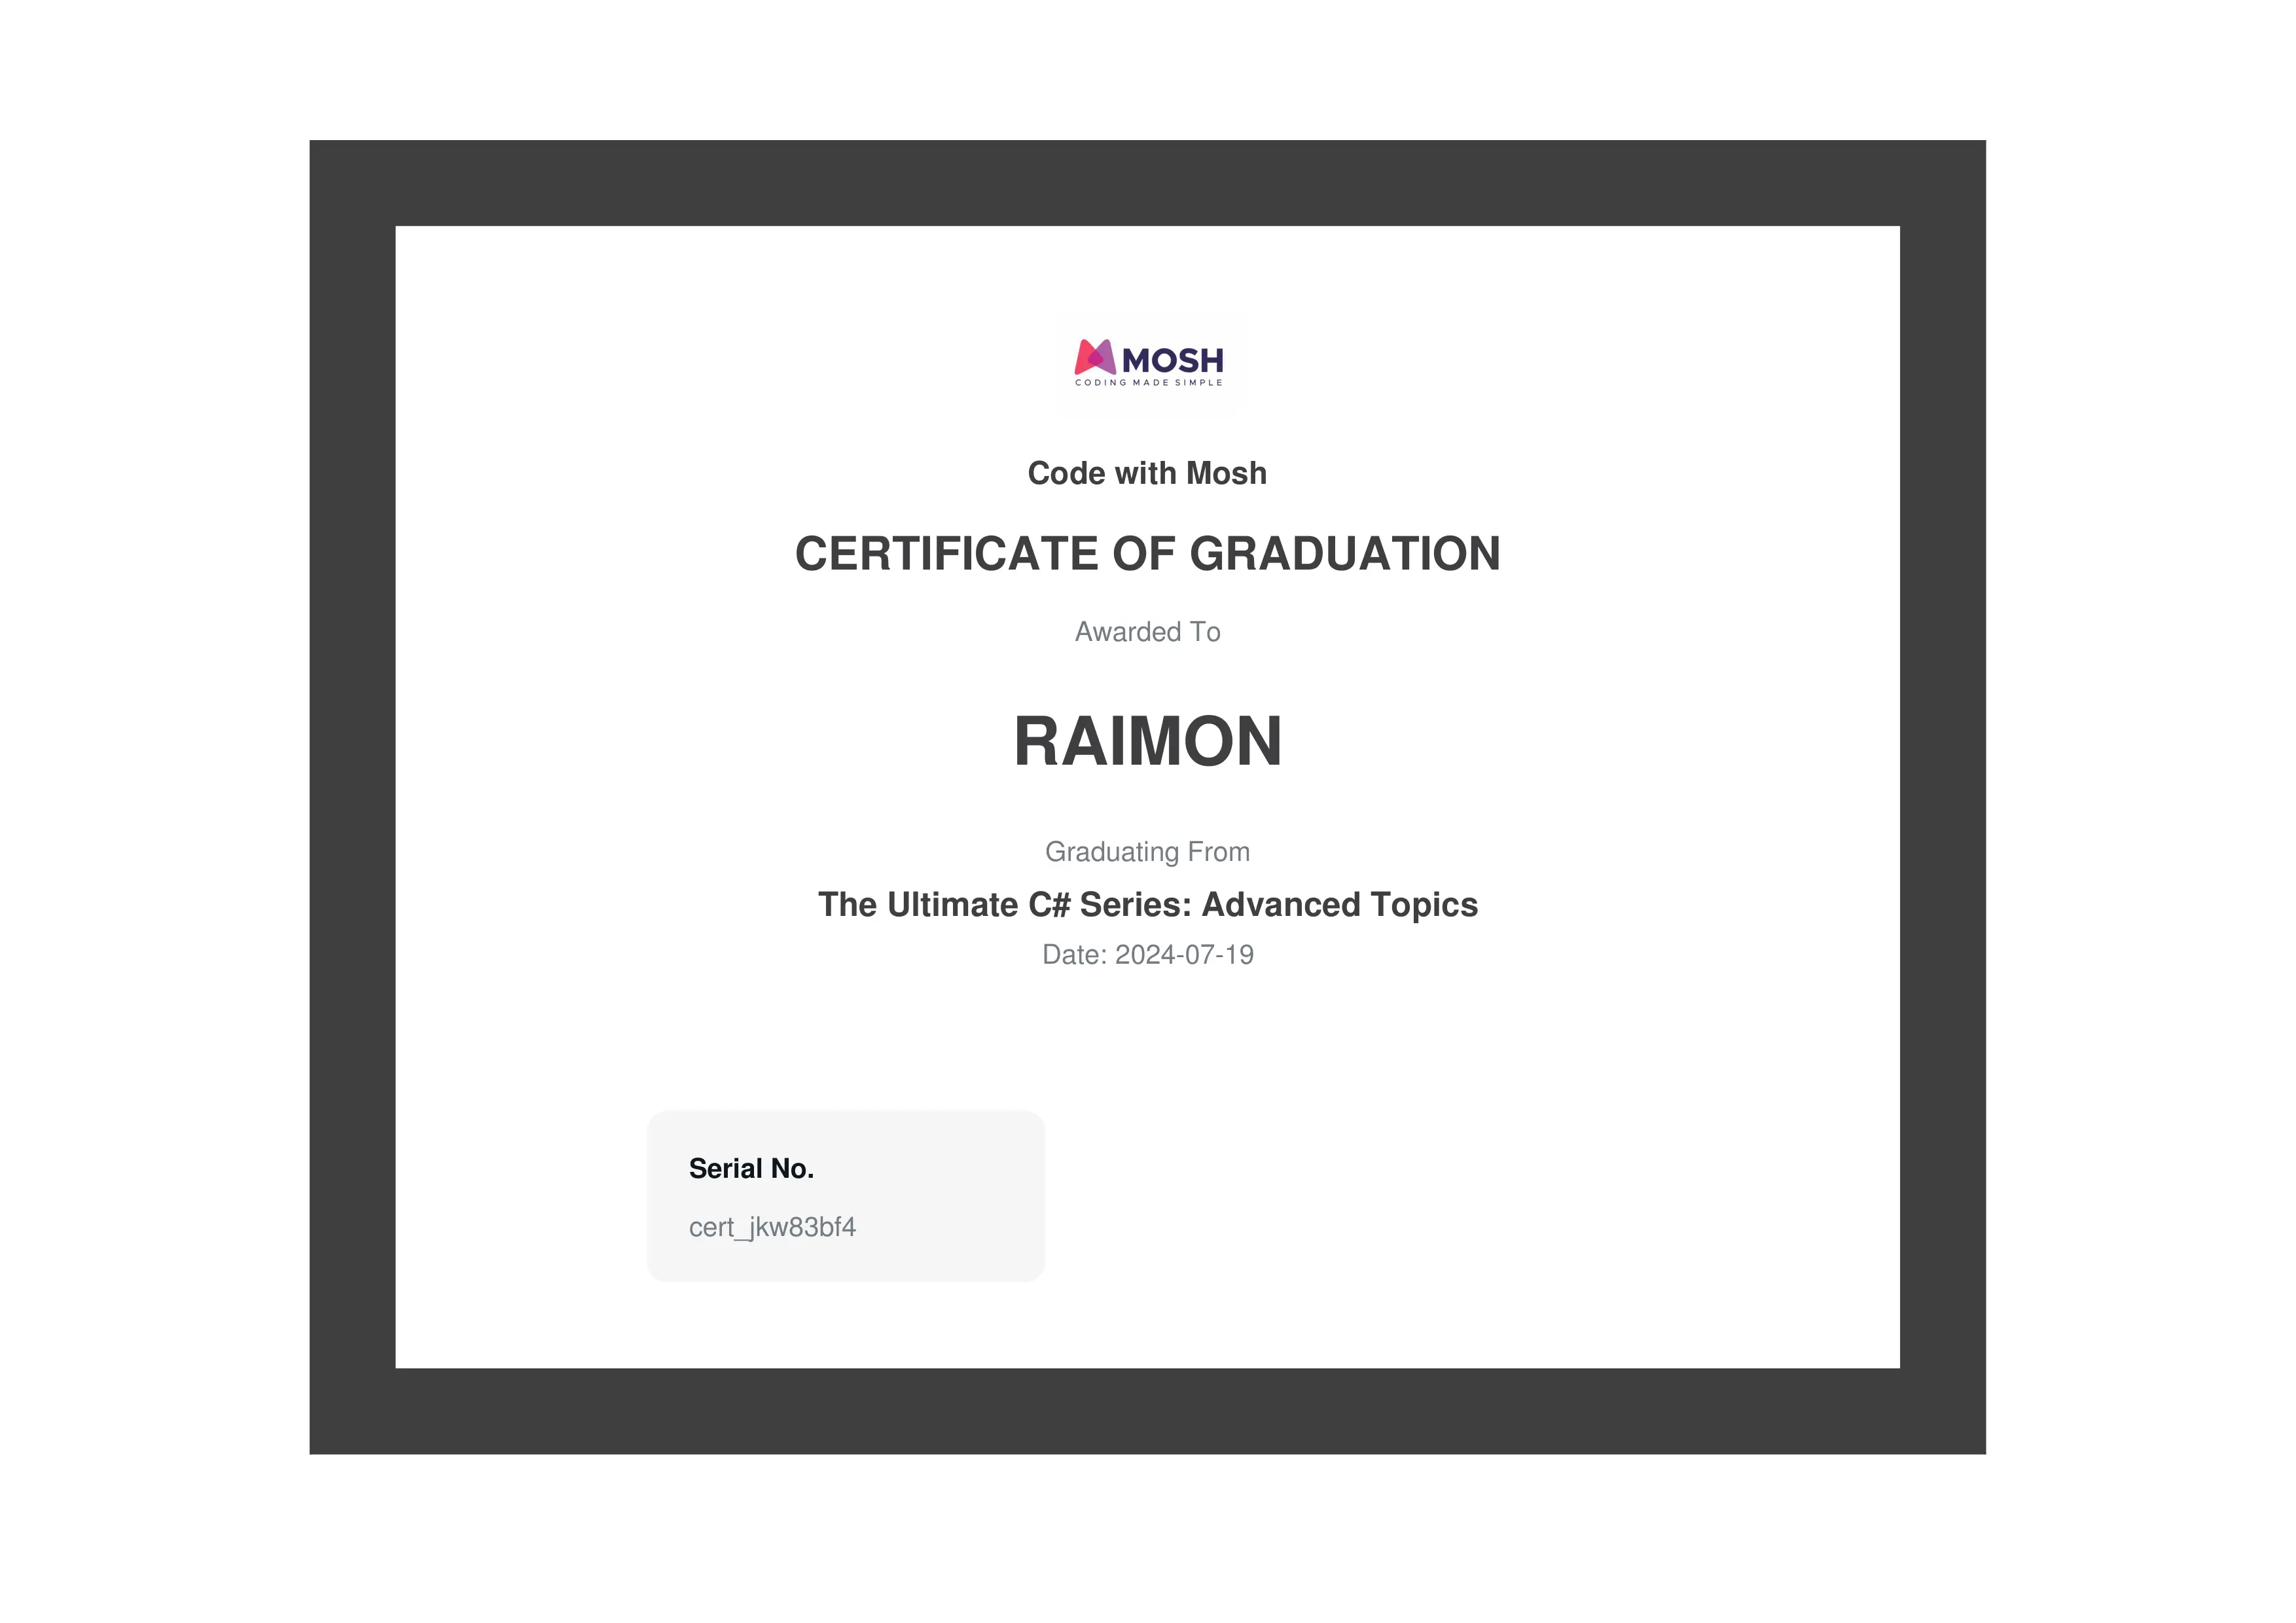 MOSH
CODING MADE SIMPLE
Code with Mosh
CERTIFICATE OF GRADUATION
Awarded To
RAIMON
Graduating From
The Ultimate C# Series: Advanced Topics
Date: 2024-07-19
Serial No.
cert_jkw83bf4